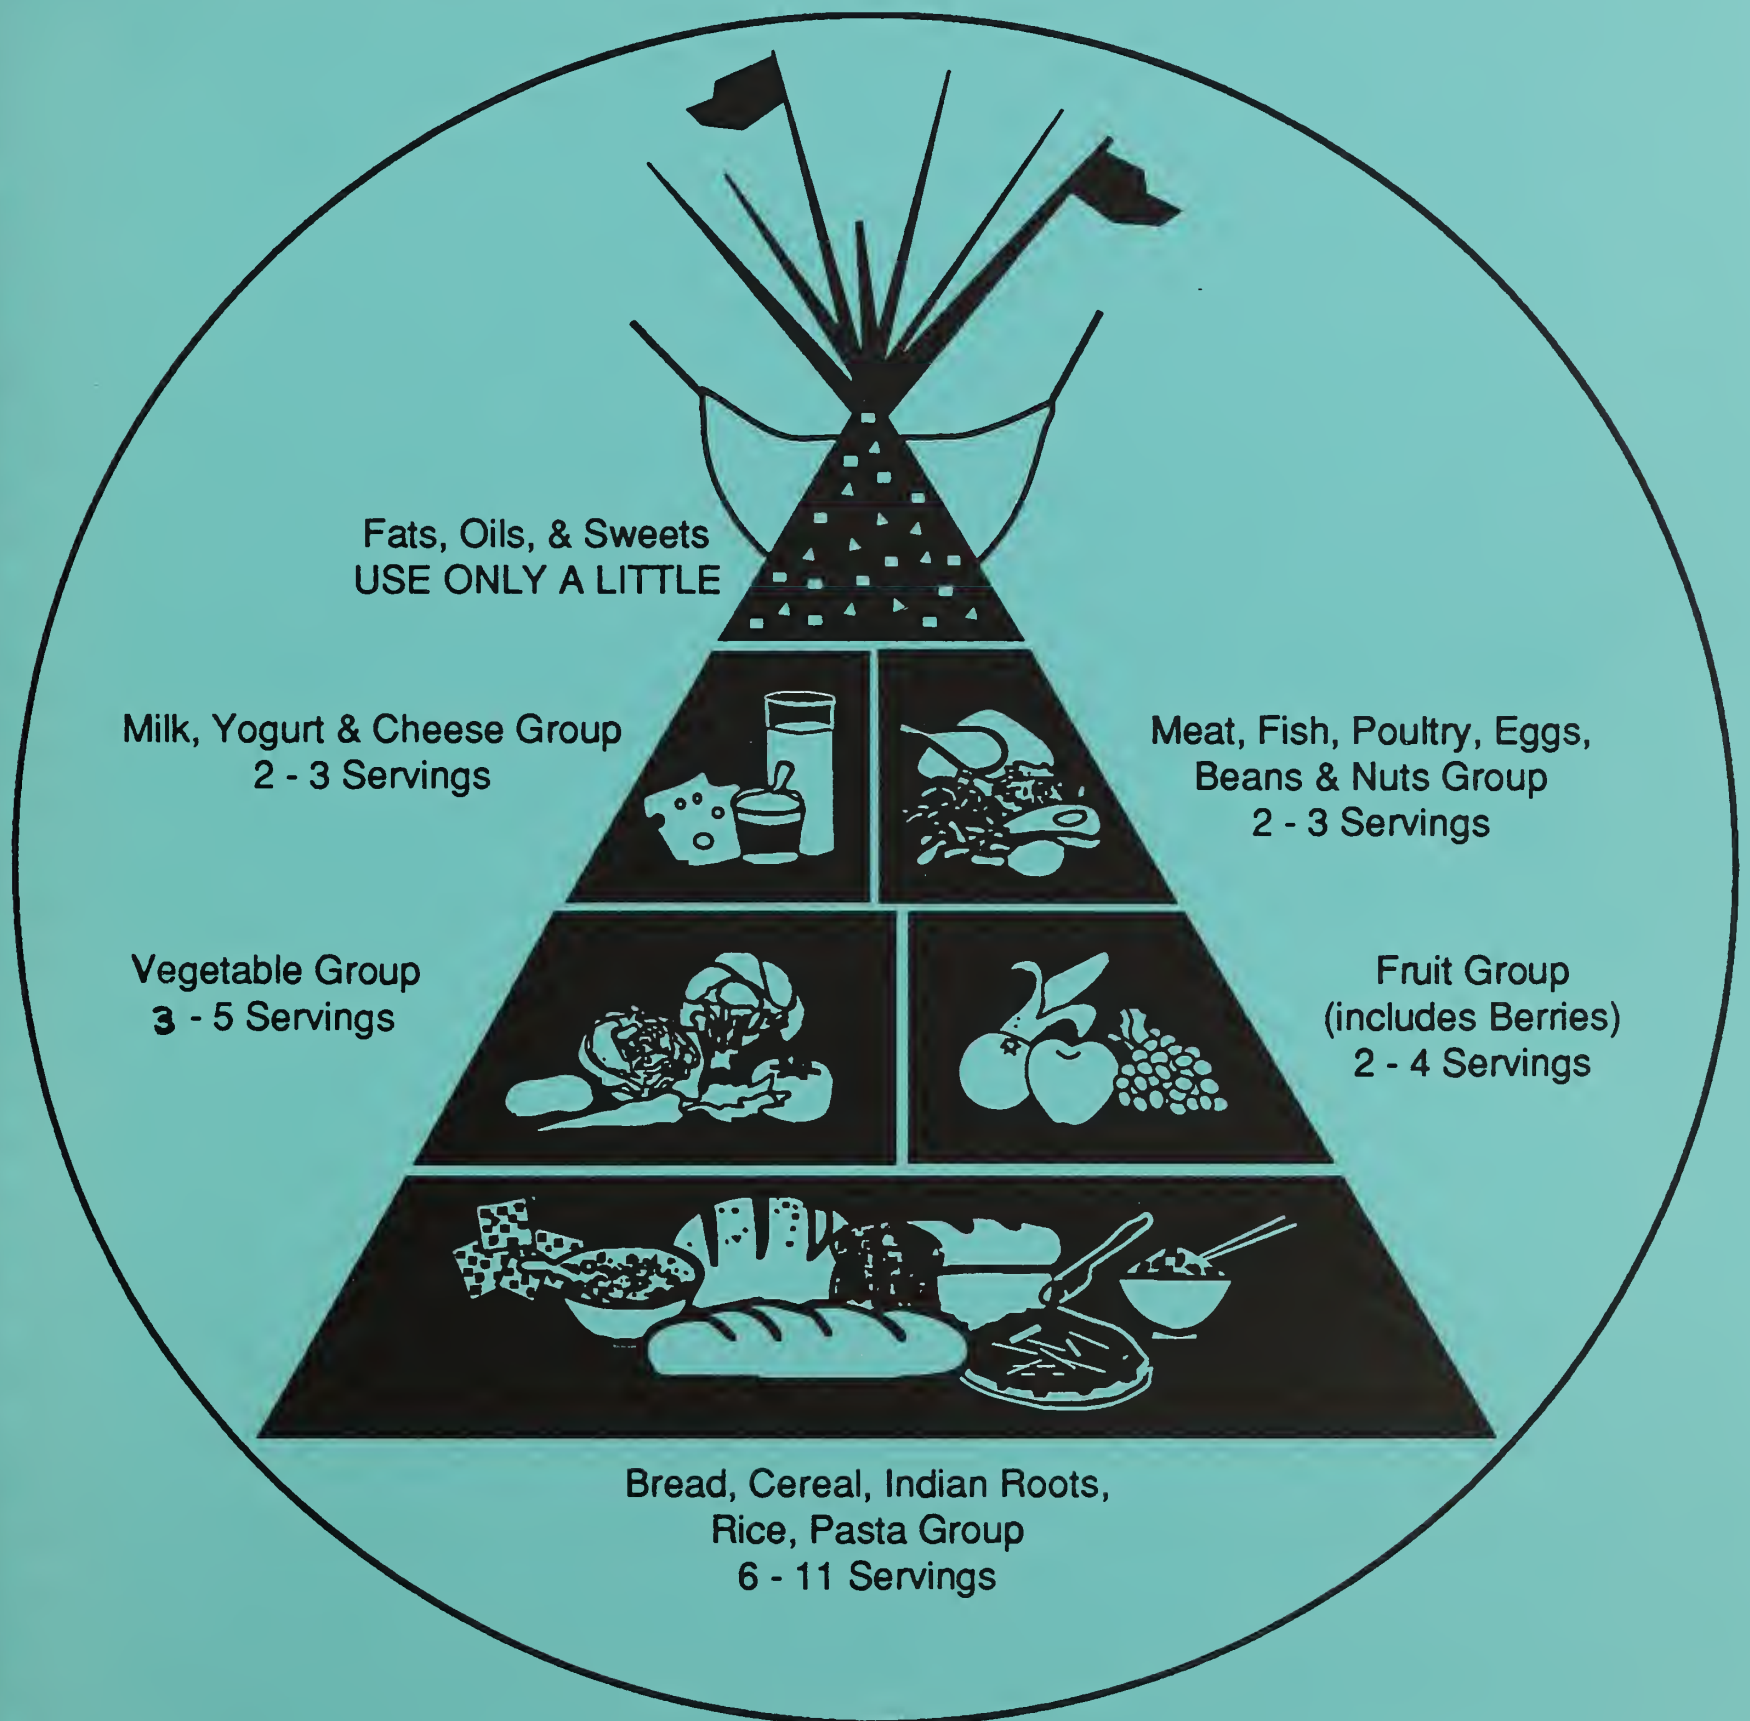 Fats, Oils, & Sweets
USE ONLY A LITTLE
Milk, Yogurt & Cheese Group
2 - 3 Servings
Meat, Fish, Poultry, Eggs,
Beans & Nuts Group
2 - 3 Servings
Vegetable Group
3 - 5 Servings
Fruit Group
(includes Berries)
2 - 4 Servings
Bread, Cereal, Indian Roots,
Rice, Pasta Group
6 - 11 Servings